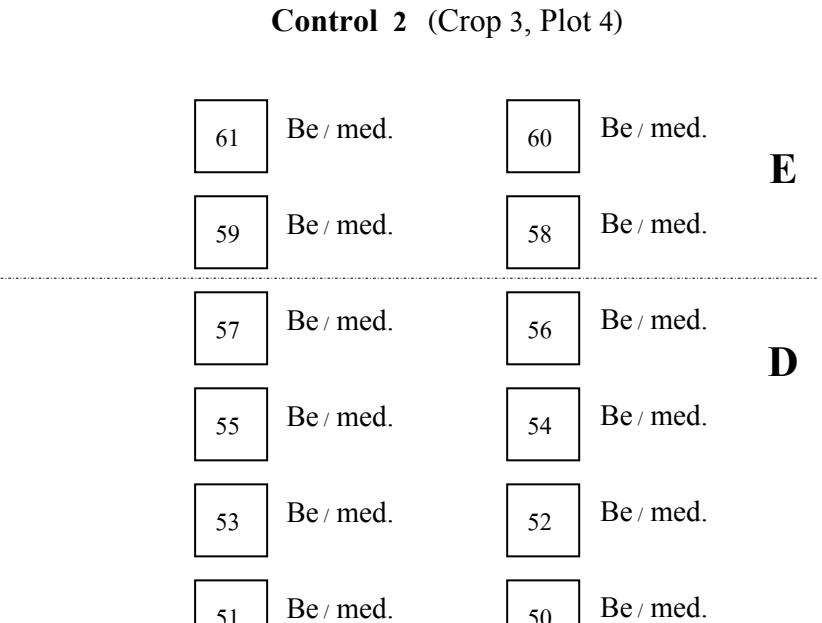 Control 2 (Crop 3, Plot 4)
61 Be / med. 60 Be / med.
E
59 Be / med. 58 Be / med.
57 Be / med. 56 Be / med.
D
55 Be / med. 54 Be / med.
53 Be / med. 52 Be / med.
51 Be / med. 50 Be / med.